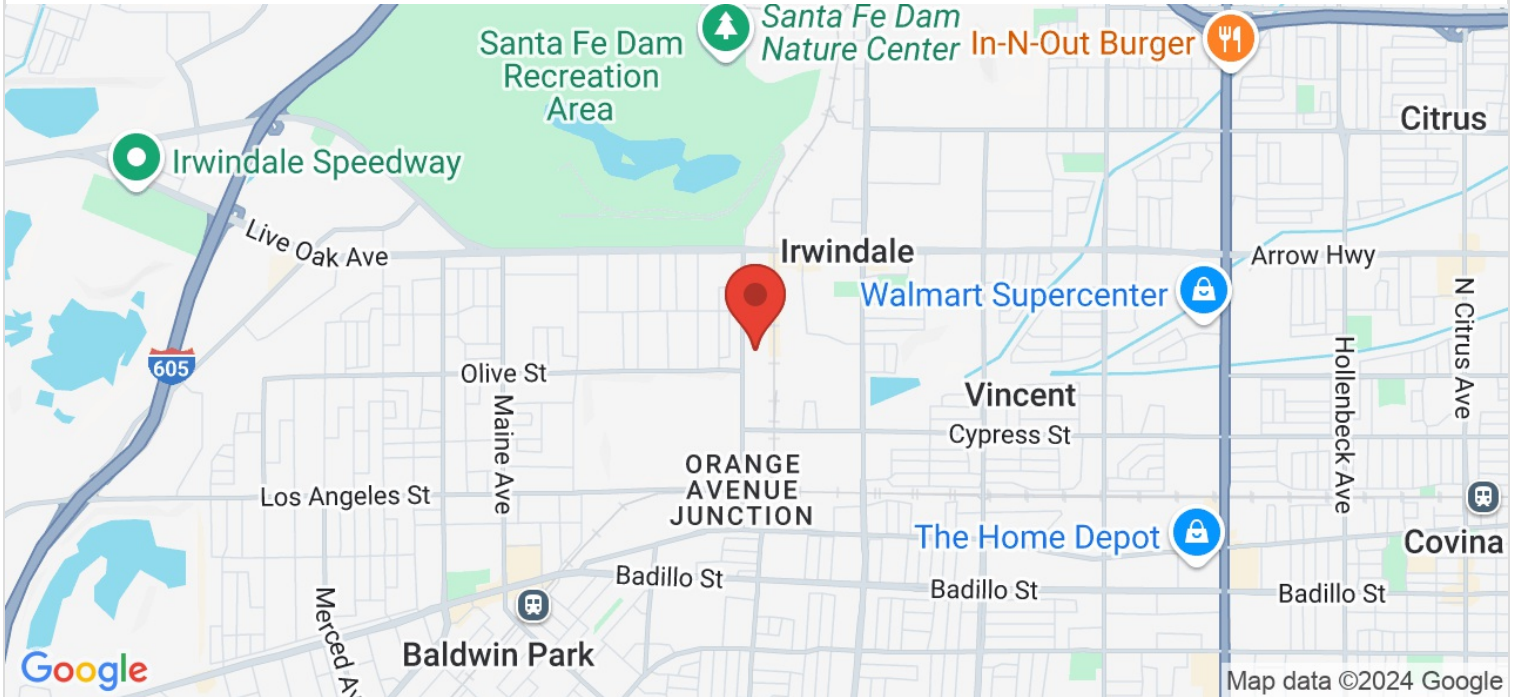 Santa Fe Dam
Nature Center
In-N-Out Burger
Santa Fe Dam
Recreation
Area
Citrus
Irwindale Speedway
Live Oak Ave
Irwindale
Arrow Hwy
Walmart Supercenter
N Citrus Ave
605
Olive St
Maine Ave
Vincent
Hollenbeck Ave
Cypress St
ORANGE
AVENUE
JUNCTION
Los Angeles St
The Home Depot
Covina
Badillo St
Badillo St
Badillo St
Merced Av
Baldwin Park
Google
Map data ©2024 Google